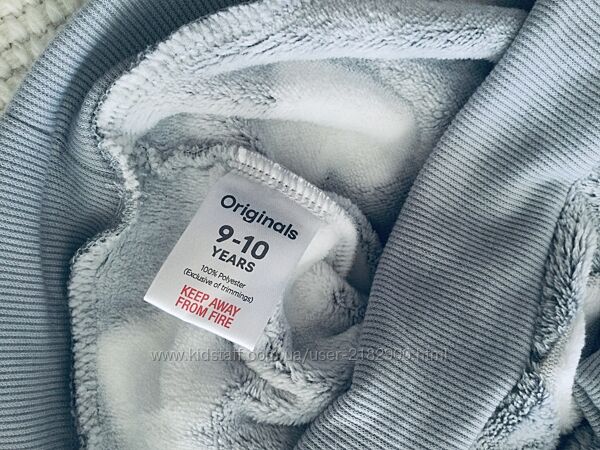 Originals
9-10
YEARS
100% Polyester
(Exclusive of trimmings)
KEEP AWAY
FROM FIRE
www.kidstaff.com.ua/user-2182900.html